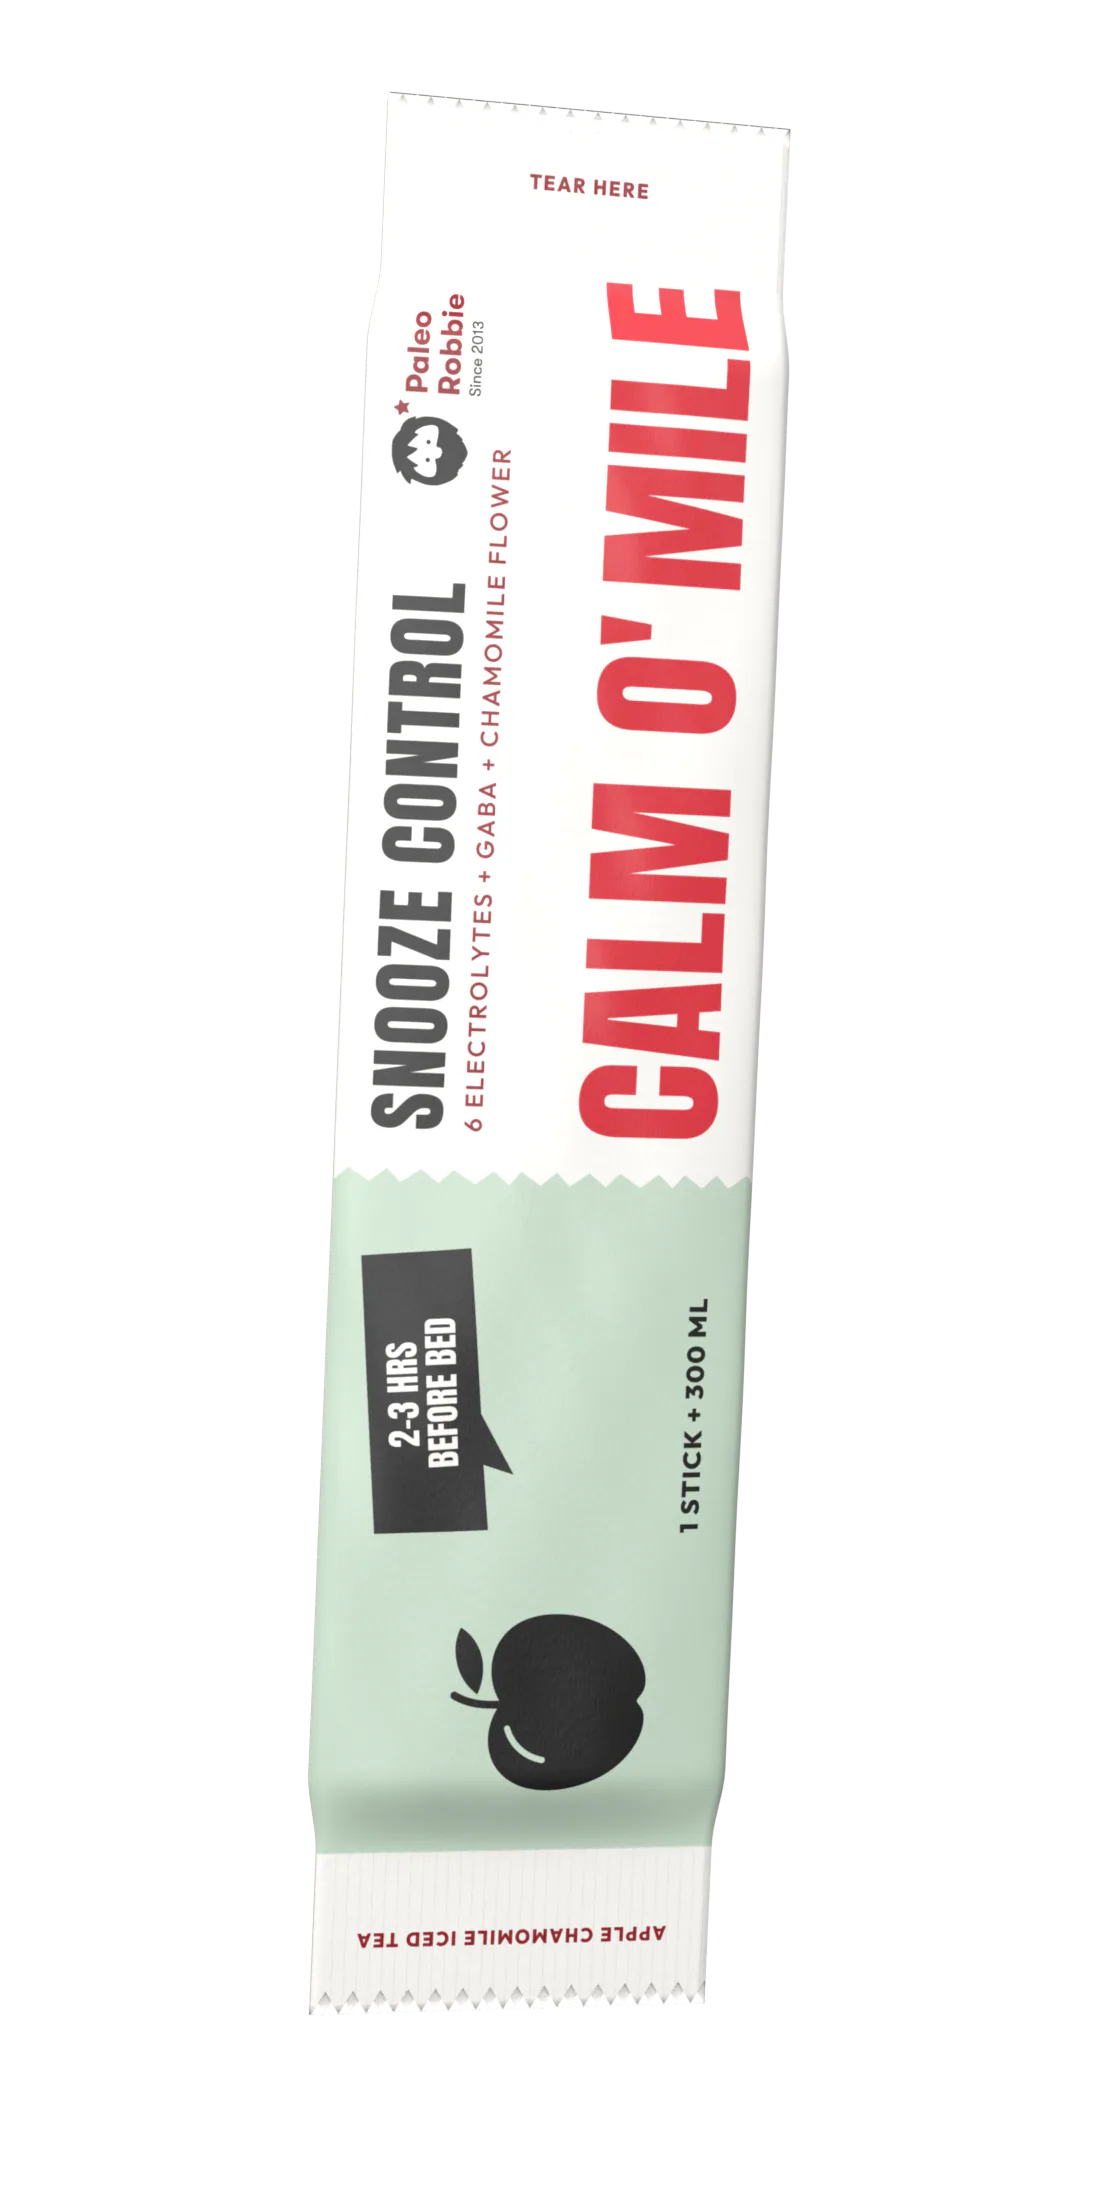 TEAR HERE
Paleo
Robbie
Since 2013
SNOOZE CONTROL
6 ELECTROLYTES + GABA + CHAMOMILE FLOWER
CALM O' MILE
2-3 HRS
BEFORE BED
1 STICK + 300 ML
APPLE CHAMOMILE ICED TEA